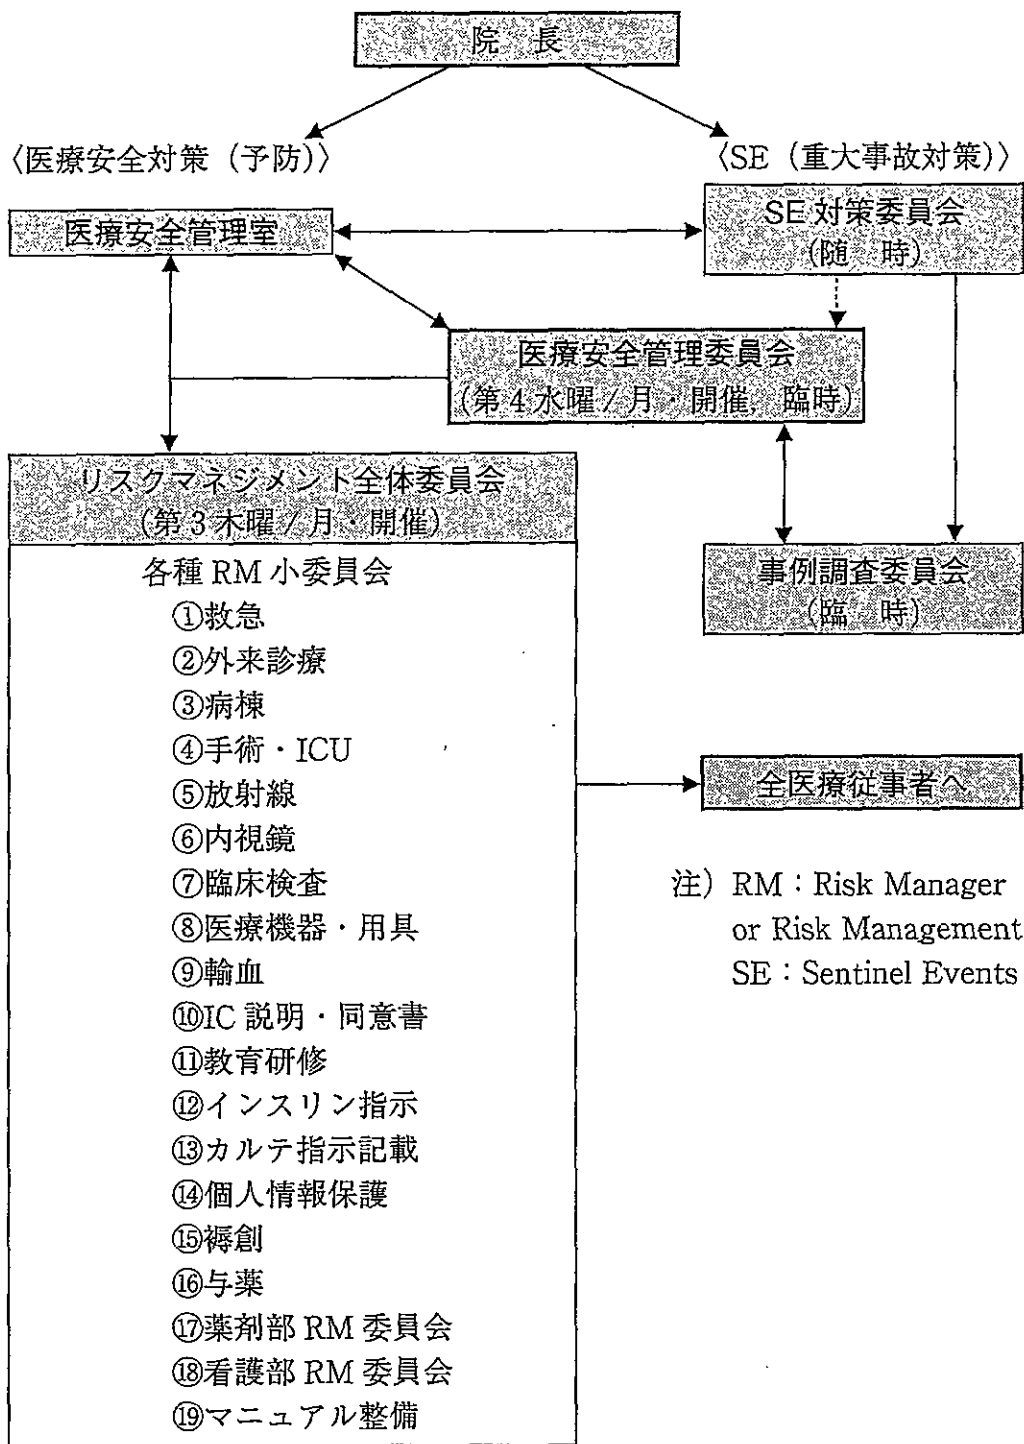 院 長
〈医療安全対策（予防）〉
〈SE（重大事故対策）〉
医療安全管理室
SE 対策委員会
（随 時）
医療安全管理委員会
（第４水曜／月・開催，臨時）
リスクマネジメント全体委員会
（第３木曜／月・開催）
各種 RM 小委員会
①救急
②外来診療
③病棟
④手術・ICU
⑤放射線
⑥内視鏡
⑦臨床検査
⑧医療機器・用具
⑨輸血
⑩IC 説明・同意書
⑪教育研修
⑫インスリン指示
⑬カルテ指示記載
⑭個人情報保護
⑮褥創
⑯与薬
⑰薬剤部 RM 委員会
⑱看護部 RM 委員会
⑲マニュアル整備
事例調査委員会
（臨 時）
全医療従事者へ
注）RM：Risk Manager
or Risk Management
SE：Sentinel Events